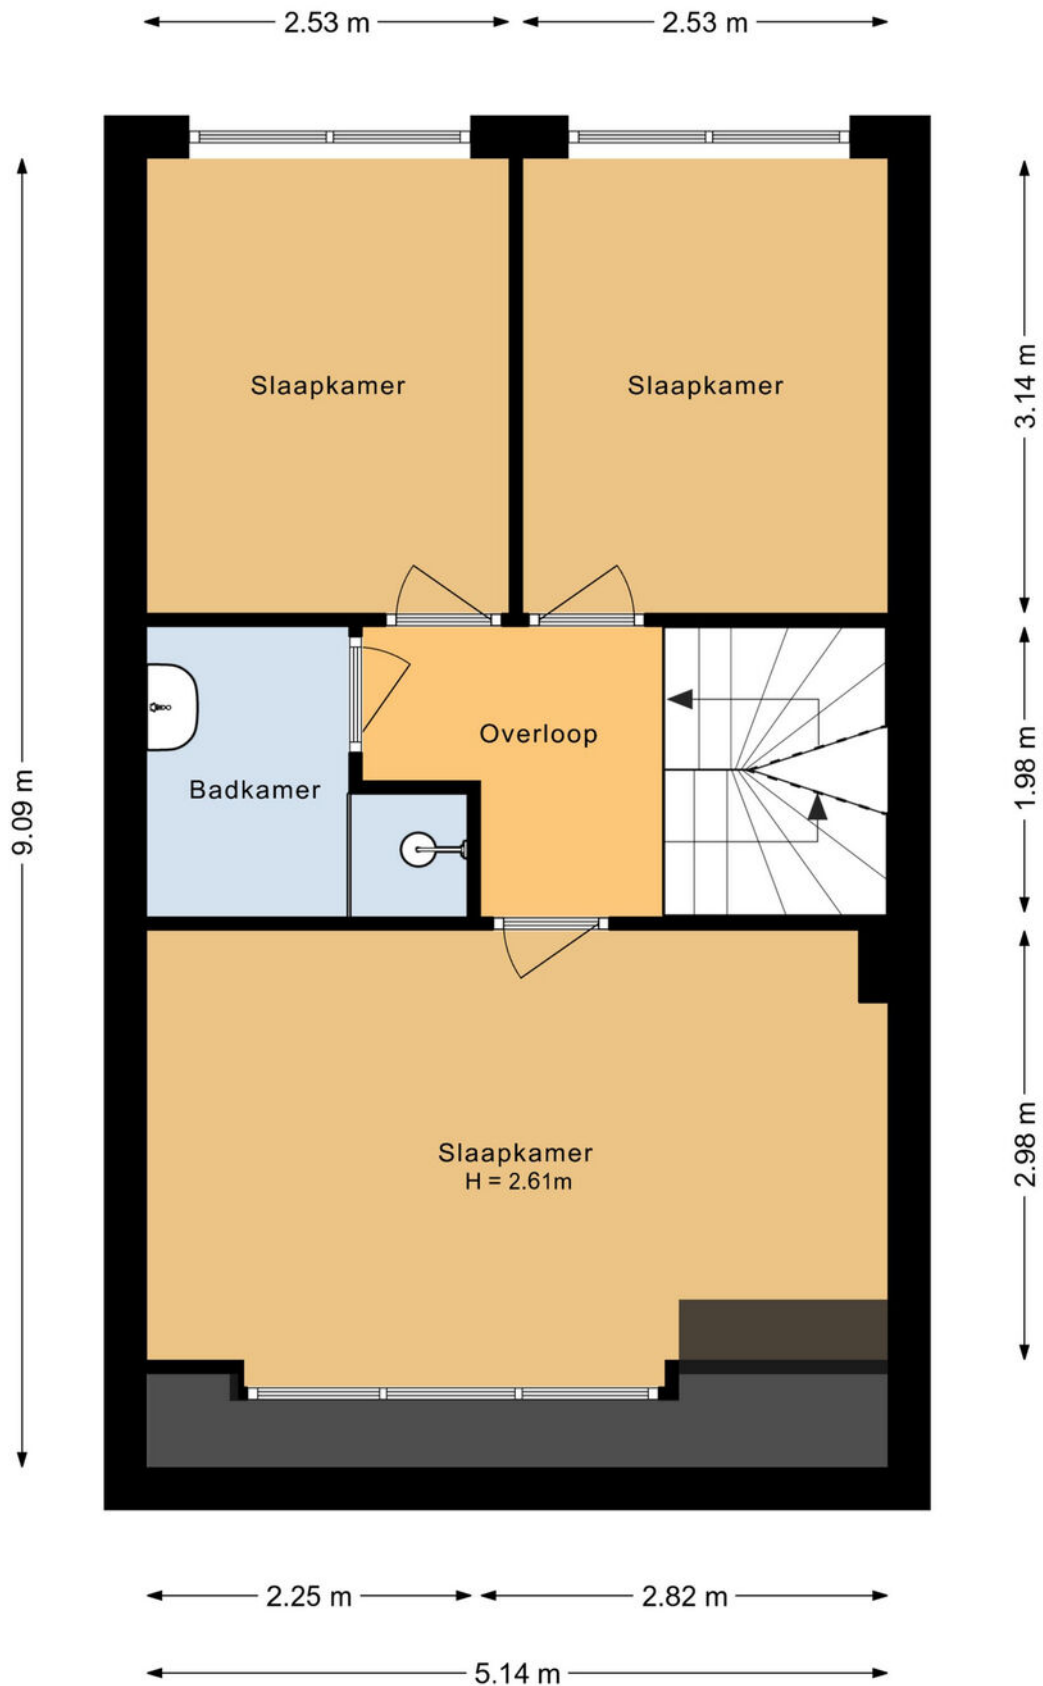 2.53 m
2.53 m
Slaapkamer
Slaapkamer
3.14 m
Overloop
Badkamer
1.98 m
9.09 m
Slaapkamer
H = 2.61m
2.98 m
2.25 m
2.82 m
5.14 m